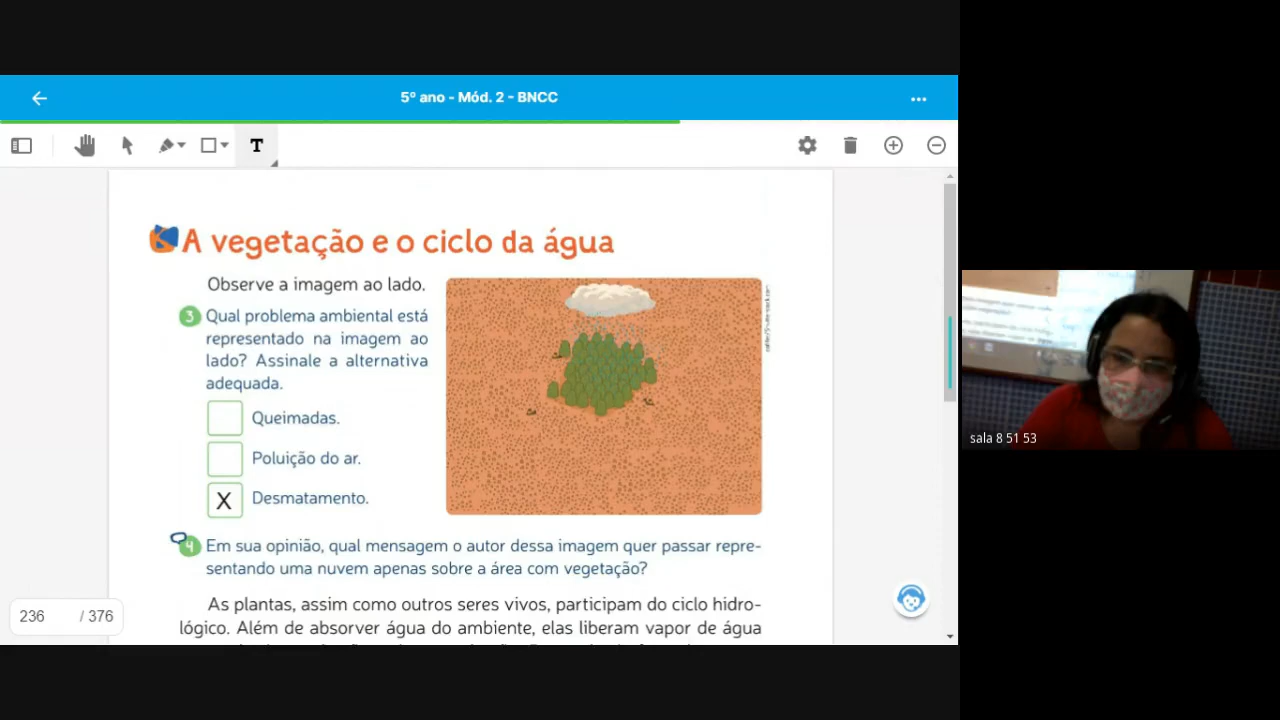 5º ano - Mód. 2 - BNCC
T
A vegetação e o ciclo da água
Observe a imagem ao lado.
3 Qual problema ambiental está
representado na imagem ao
lado? Assinale a alternativa
adequada.
Queimadas.
Poluição do ar.
X Desmatamento.
4 Em sua opinião, qual mensagem o autor dessa imagem quer passar repre-
sentando uma nuvem apenas sobre a área com vegetação?
As plantas, assim como outros seres vivos, participam do ciclo hidro-
lógico. Além de absorver água do ambiente, elas liberam vapor de água
236 / 376
sala 8 51 53